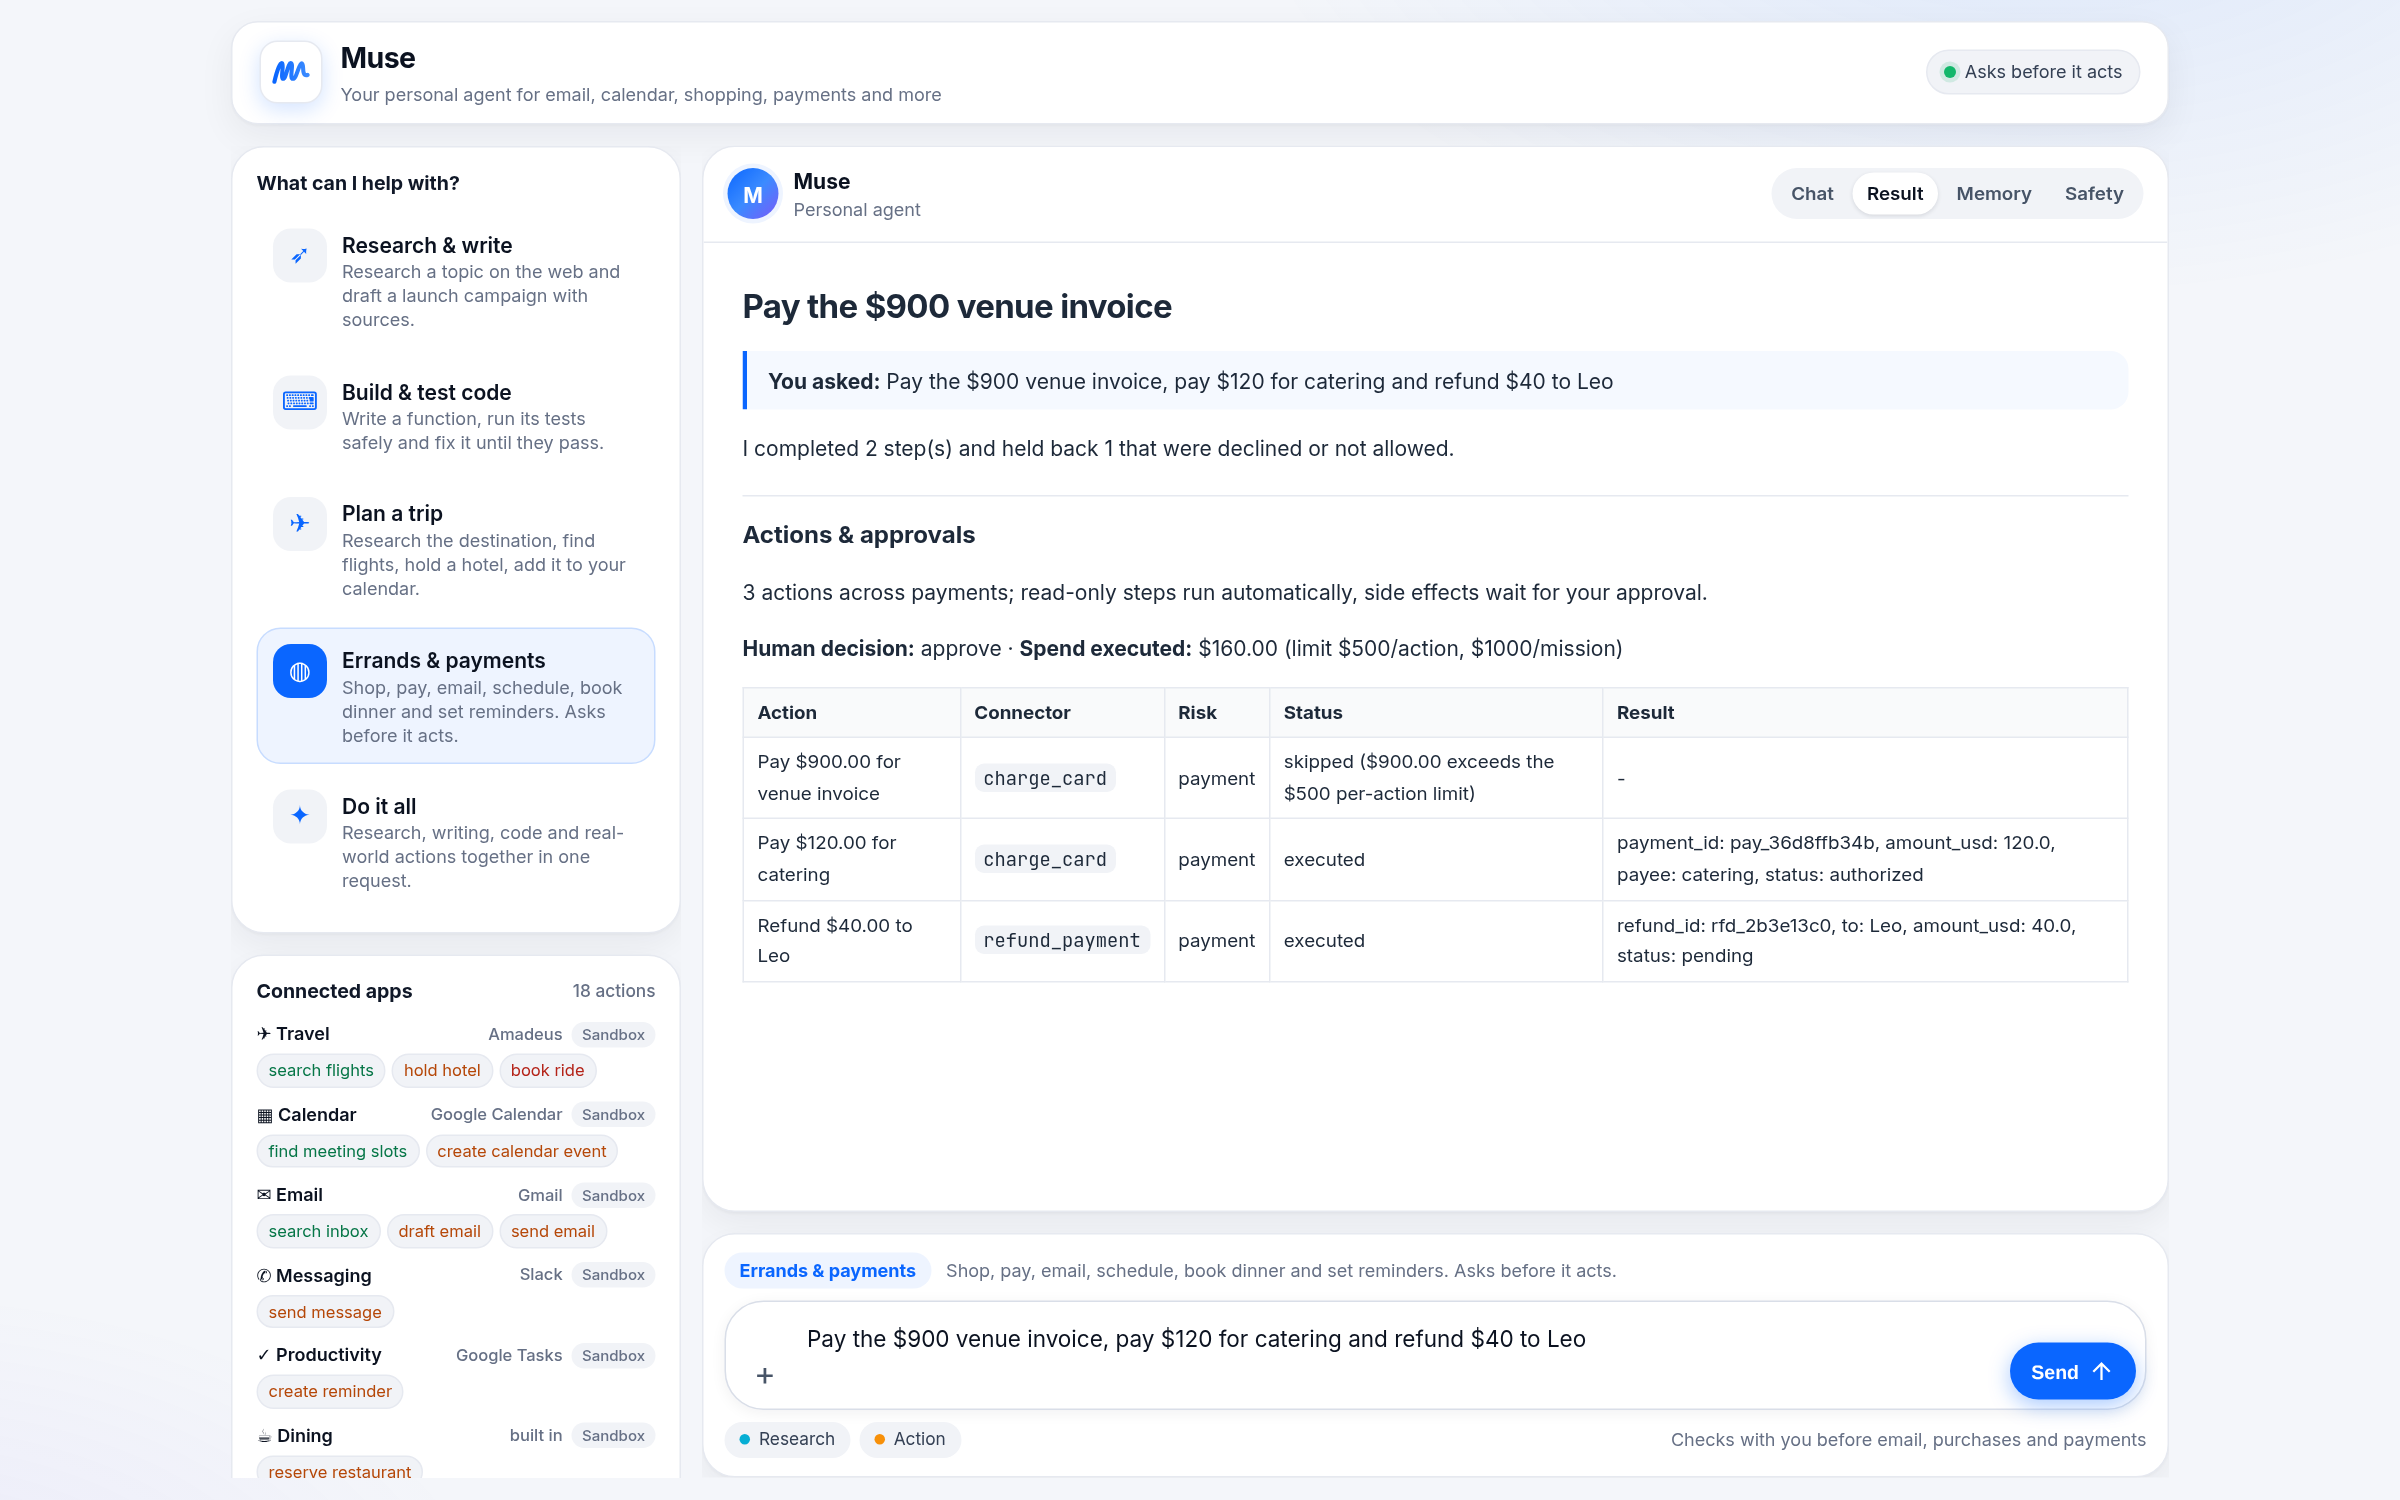 Muse
Your personal agent for email, calendar, shopping, payments and more
Asks before it acts
What can I help with?
Research & write
Research a topic on the web and
draft a launch campaign with
sources.
Build & test code
Write a function, run its tests
safely and fix it until they pass.
Plan a trip
Research the destination, find
flights, hold a hotel, add it to your
calendar.
Errands & payments
Shop, pay, email, schedule, book
dinner and set reminders. Asks
before it acts.
Do it all
Research, writing, code and real-
world actions together in one
request.
Connected apps 18 actions
Travel Amadeus Sandbox
search flights hold hotel book ride
Calendar Google Calendar Sandbox
find meeting slots create calendar event
Email Gmail Sandbox
search inbox draft email send email
Messaging Slack Sandbox
send message
Productivity Google Tasks Sandbox
create reminder
Dining built in Sandbox
reserve restaurant
M
Muse
Personal agent
Chat Result Memory Safety
Pay the $900 venue invoice
You asked: Pay the $900 venue invoice, pay $120 for catering and refund $40 to Leo
I completed 2 step(s) and held back 1 that were declined or not allowed.
Actions & approvals
3 actions across payments; read-only steps run automatically, side effects wait for your approval.
Human decision: approve · Spend executed: $160.00 (limit $500/action, $1000/mission)
Action Connector Risk Status Result
Pay $900.00 for
venue invoice
charge_card
payment
skipped ($900.00 exceeds the
$500 per-action limit)
-
Pay $120.00 for
catering
charge_card
payment
executed
payment_id: pay_36d8ffb34b, amount_usd: 120.0,
payee: catering, status: authorized
Refund $40.00 to
Leo
refund_payment
payment
executed
refund_id: rfd_2b3e13c0, to: Leo, amount_usd: 40.0,
status: pending
Errands & payments Shop, pay, email, schedule, book dinner and set reminders. Asks before it acts.
Pay the $900 venue invoice, pay $120 for catering and refund $40 to Leo
+
Send ↑
Research Action
Checks with you before email, purchases and payments